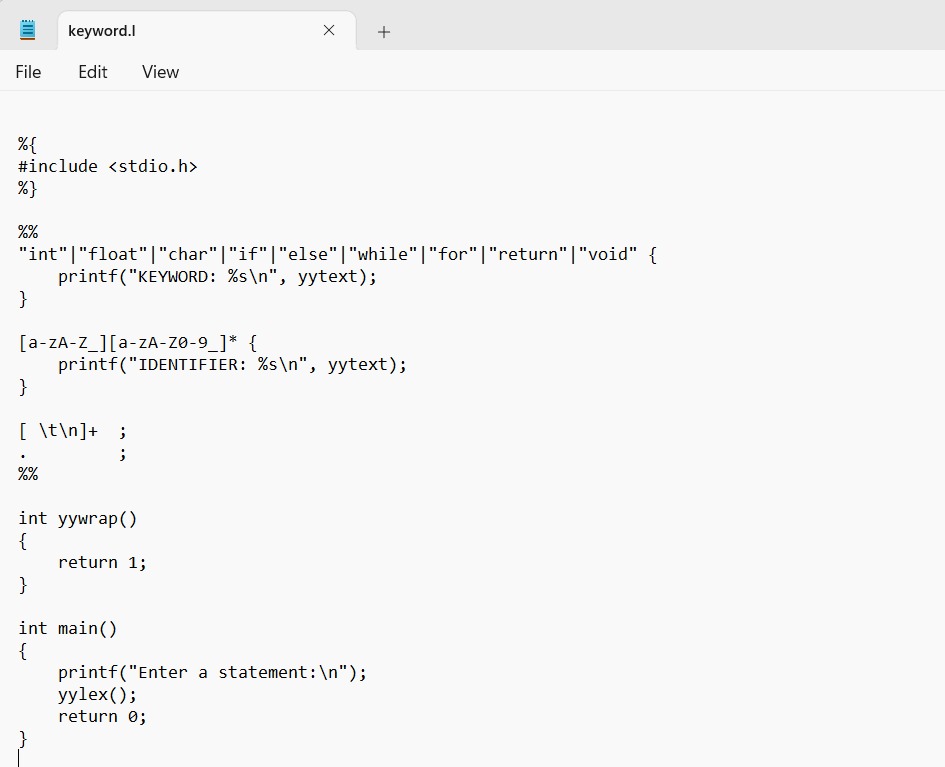 keyword.l
File Edit View
%{
#include <stdio.h>
%}
%%
"int"|"float"|"char"|"if"|"else"|"while"|"for"|"return"|"void" {
    printf("KEYWORD: %s\n", yytext);
}
[a-zA-Z_][a-zA-Z0-9_]* {
    printf("IDENTIFIER: %s\n", yytext);
}
[ \t\n]+  ;
.         ;
%%
int yywrap()
{
    return 1;
}
int main()
{
    printf("Enter a statement:\n");
    yylex();
    return 0;
}